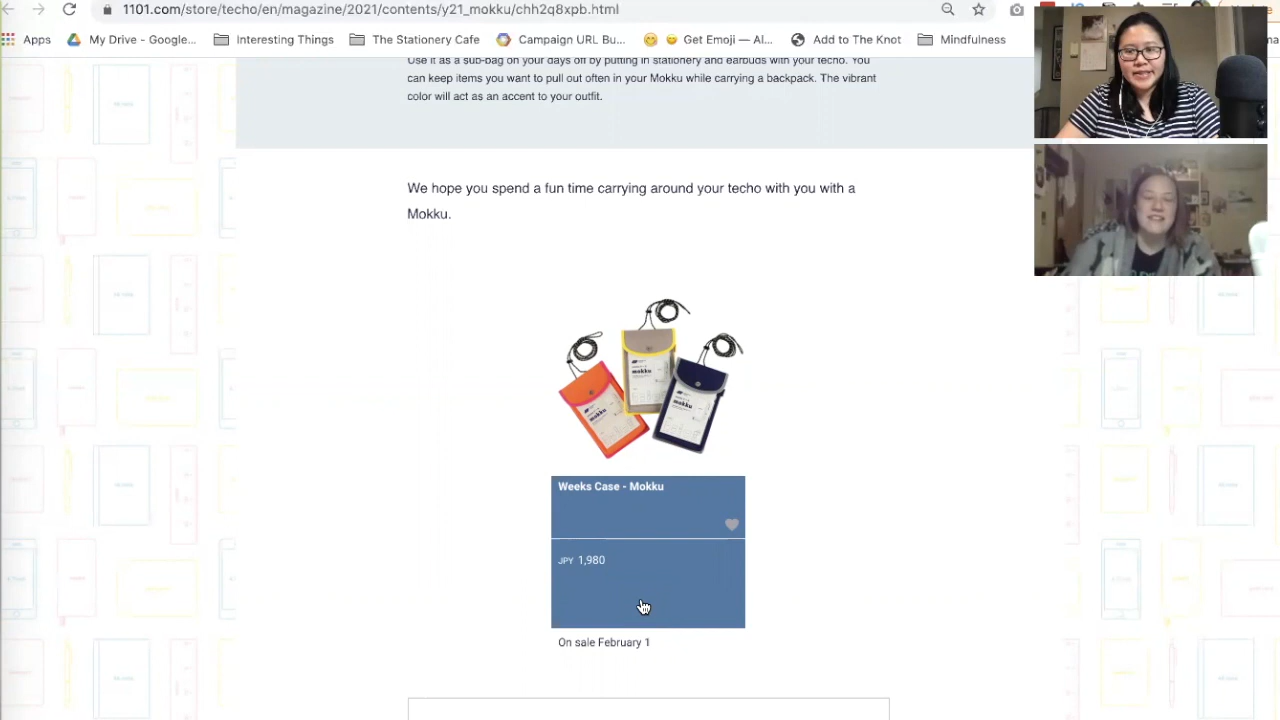 1101.com/store/techo/en/magazine/2021/contents/y21_mokku/chh2q8xpb.html
Apps
My Drive - Google...
Interesting Things
The Stationery Cafe
Campaign URL Bu...
Get Emoji — Al...
Add to The Knot
Mindfulness
Use it as a sub-bag on your days off by putting in stationery and earbuds with your techo. You
can keep items you want to pull out often in your Mokku while carrying a backpack. The vibrant
color will act as an accent to your outfit.
We hope you spend a fun time carrying around your techo with you with a
Mokku.
mokku
mokku
mokku
Weeks Case - Mokku
JPY 1,980
On sale February 1